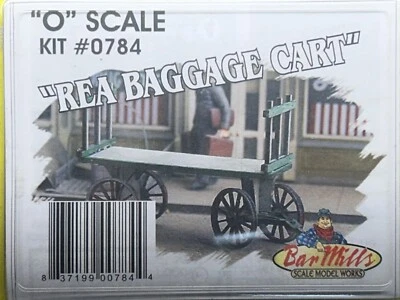 "O" SCALE
KIT #0784
"REA BAGGAGE CART"
Bar Mills
SCALE MODEL WORKS
8 37199 00784 4